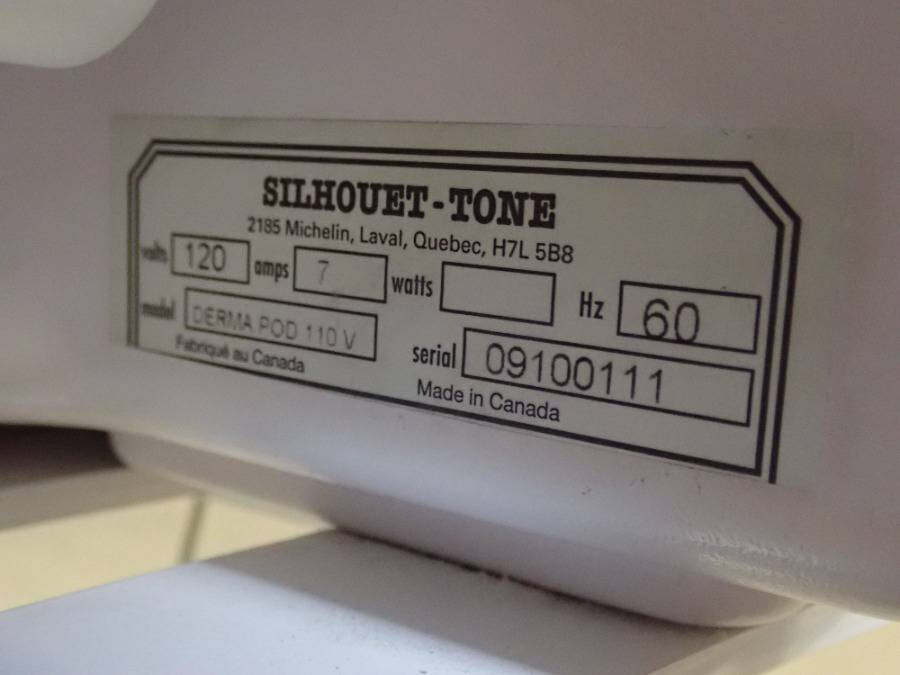 SILHOUET-TONE
2185 Michelin, Laval, Quebec, H7L 5B8
volts 120 amps 7 watts Hz 60
model DERMA POD 110 V serial 09100111
Fabriqué au Canada Made in Canada